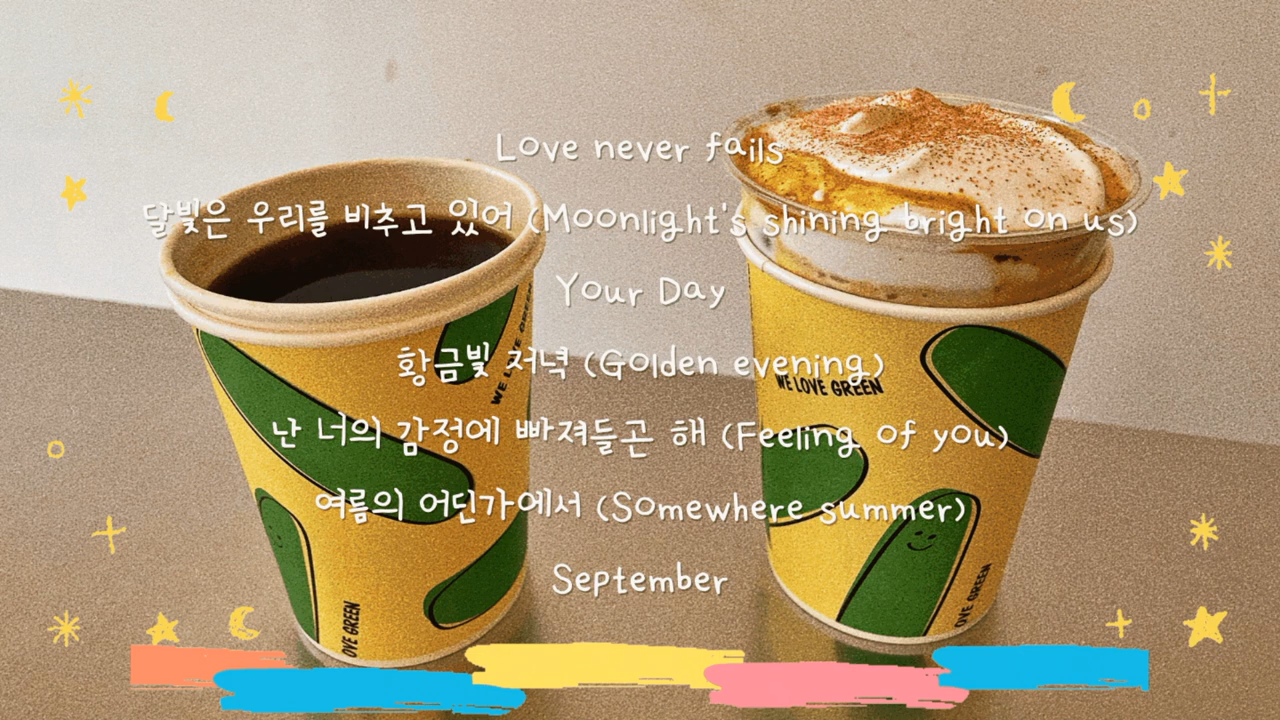 Love never fails
달빛은 우리를 비추고 있어 (Moonlight's shining bright on us)
Your Day
황금빛 저녁 (Golden evening)
난 너의 감정에 빠져들곤 해 (Feeling of you)
여름의 어딘가에서 (Somewhere summer)
September
WE LOVE GREEN
WE LOVE GREEN
OVE GREEN
OVE GREEN